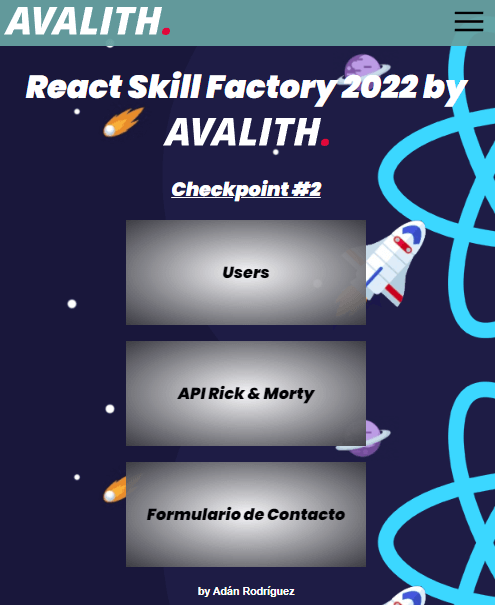 AVALITH.
React Skill Factory 2022 by
AVALITH.
Checkpoint #2
Users
API Rick & Morty
Formulario de Contacto
by Adán Rodríguez